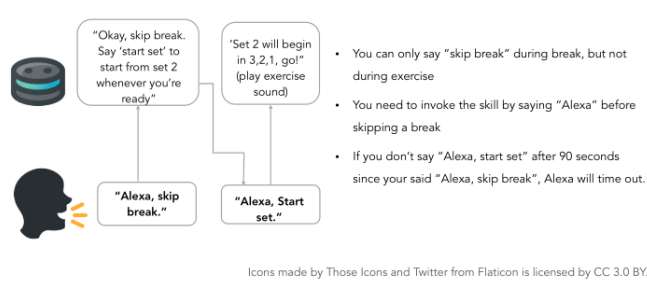 “Okay, skip break.
Say ‘start set’ to
start from set 2
whenever you’re
ready”
‘Set 2 will begin
in 3,2,1, go!”
(play exercise
sound)
“Alexa, skip
break.”
“Alexa, Start
set.”
• You can only say “skip break” during break, but not
during exercise
• You need to invoke the skill by saying “Alexa” before
skipping a break
• If you don’t say “Alexa, start set” after 90 seconds
since your said “Alexa, skip break”, Alexa will time out.
Icons made by Those Icons and Twitter from Flaticon is licensed by CC 3.0 BY.